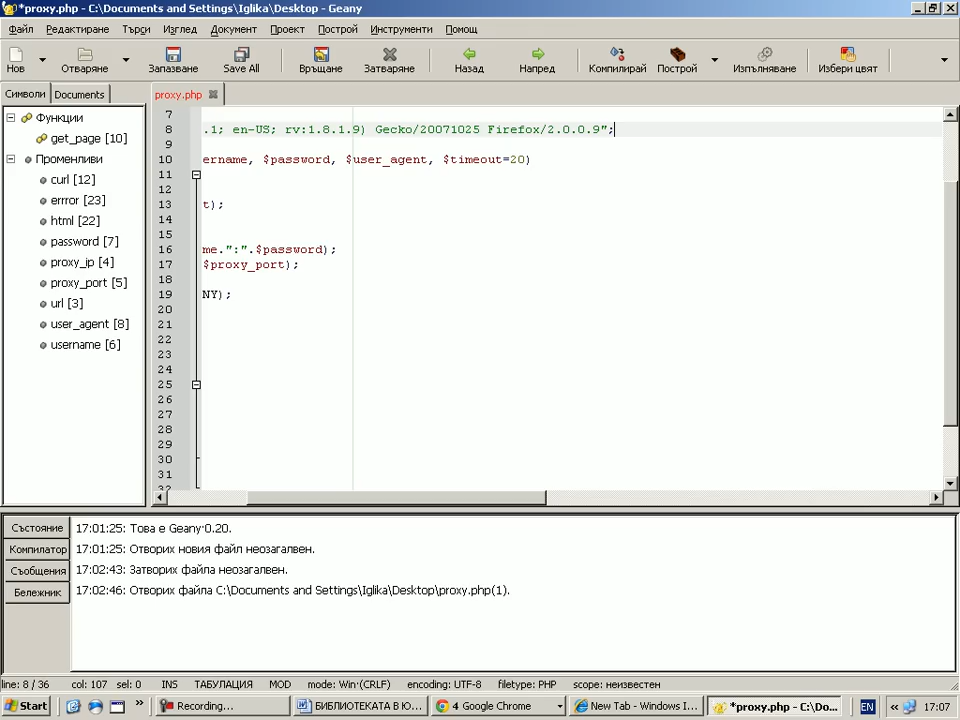 *proxy.php - C:\Documents and Settings\Iglika\Desktop - Geany
Файл Редактиране Търси Изглед Документ Проект Построй Инструменти Помощ
Нов Отваряне Запазване Save All Връщане Затваряне Назад Напред Компилирай Построй Изпълняване Избери цвят
Символи Documents proxy.php
Функции
get_page [10]
Променливи
curl [12]
errror [23]
html [22]
password [7]
proxy_ip [4]
proxy_port [5]
url [3]
user_agent [8]
username [6]
7
8 .1; en-US; rv:1.8.1.9) Gecko/20071025 Firefox/2.0.0.9";
9
10 ername, $password, $user_agent, $timeout=20)
11
12
13 t);
14
15
16 me.":".$password);
17 $proxy_port);
18
19 NY);
20
21
22
23
24
25
26
27
28
29
30
31
32
Състояние
Компилатор
Съобщения
Бележник
17:01:25: Това е Geany 0.20.
17:01:25: Отворих новия файл неозаглавен.
17:02:43: Затворих файла неозаглавен.
17:02:46: Отворих файла C:\Documents and Settings\Iglika\Desktop\proxy.php(1).
line: 8 / 36 col: 107 sel: 0 INS ТАБУЛАЦИЯ MOD mode: Win (CRLF) encoding: UTF-8 filetype: PHP scope: неизвестен
Start » Recording... БИБЛИОТЕКАТА В Ю... 4 Google Chrome New Tab - Windows I... *proxy.php - C:\Do... EN « 17:07